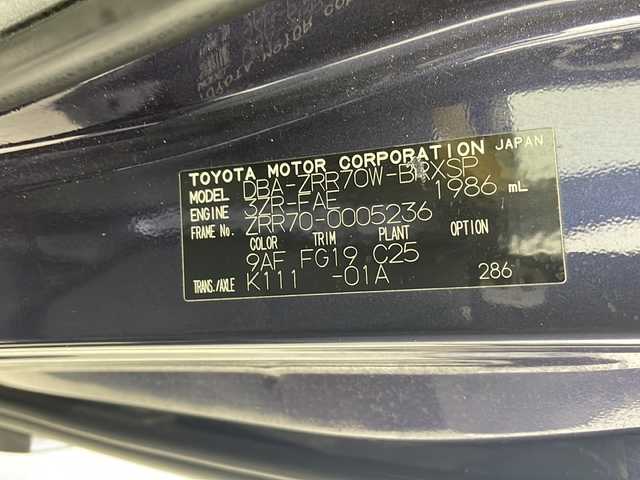 TOYOTA MOTOR CORPORATION JAPAN
MODEL DBA-ZRR70W-BRXSP
ENGINE 3ZR-FAE 1986 mL
FRAME No. ZRR70-0005236
COLOR TRIM PLANT OPTION
9AF FG19 C25
TRANS./AXLE K111 -01A 286